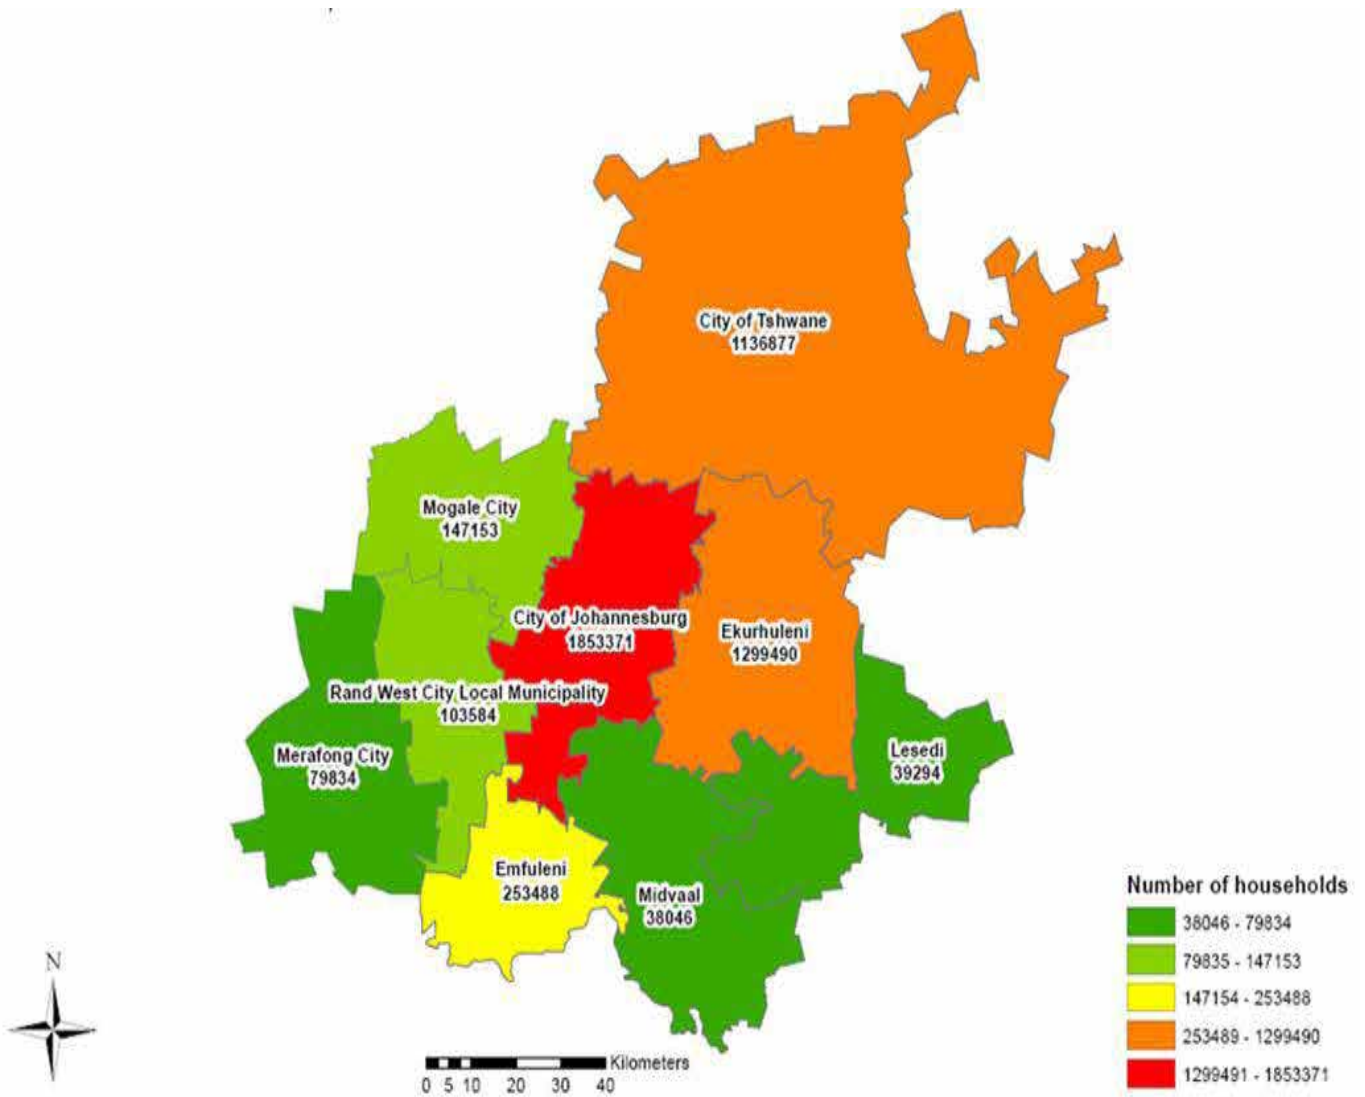 City of Tshwane
1136877
Mogale City
147153
City of Johannesburg
1853371
Ekurhuleni
1299490
Rand West City Local Municipality
103584
Merafong City
79834
Lesedi
39294
Emfuleni
253488
Midvaal
38046
Number of households
38046 - 79834
79835 - 147153
147154 - 253488
253489 - 1299490
1299491 - 1853371
N
Kilometers
0 5 10 20 30 40